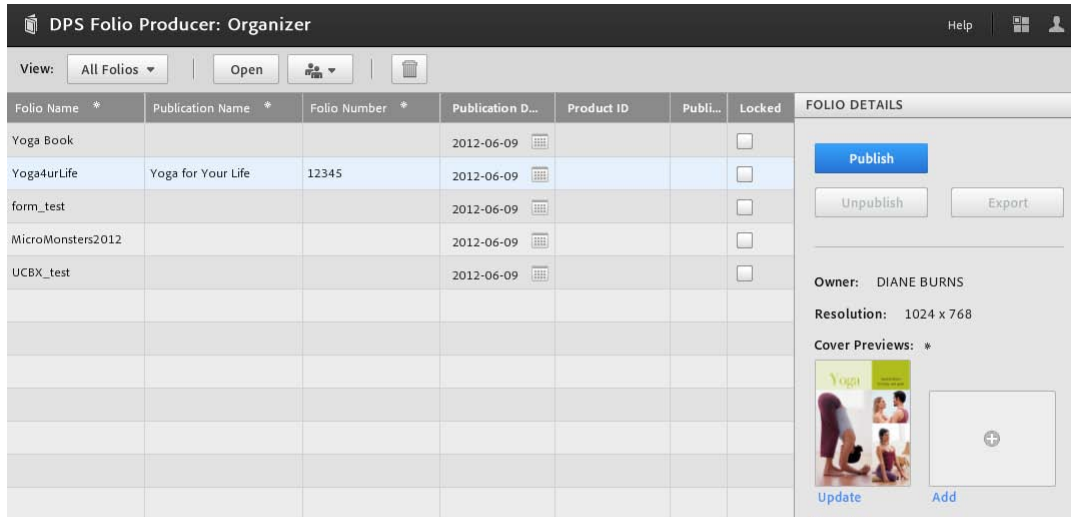 DPS Folio Producer: Organizer Help
View: All Folios Open
Folio Name * Publication Name * Folio Number * Publication D... Product ID Publi... Locked FOLIO DETAILS
Yoga Book 2012-06-09
Publish
Yoga4urLife Yoga for Your Life 12345 2012-06-09
form_test 2012-06-09
Unpublish Export
MicroMonsters2012 2012-06-09
UCBX_test 2012-06-09
Owner: DIANE BURNS
Resolution: 1024 x 768
Cover Previews: *
Yoga
Update Add